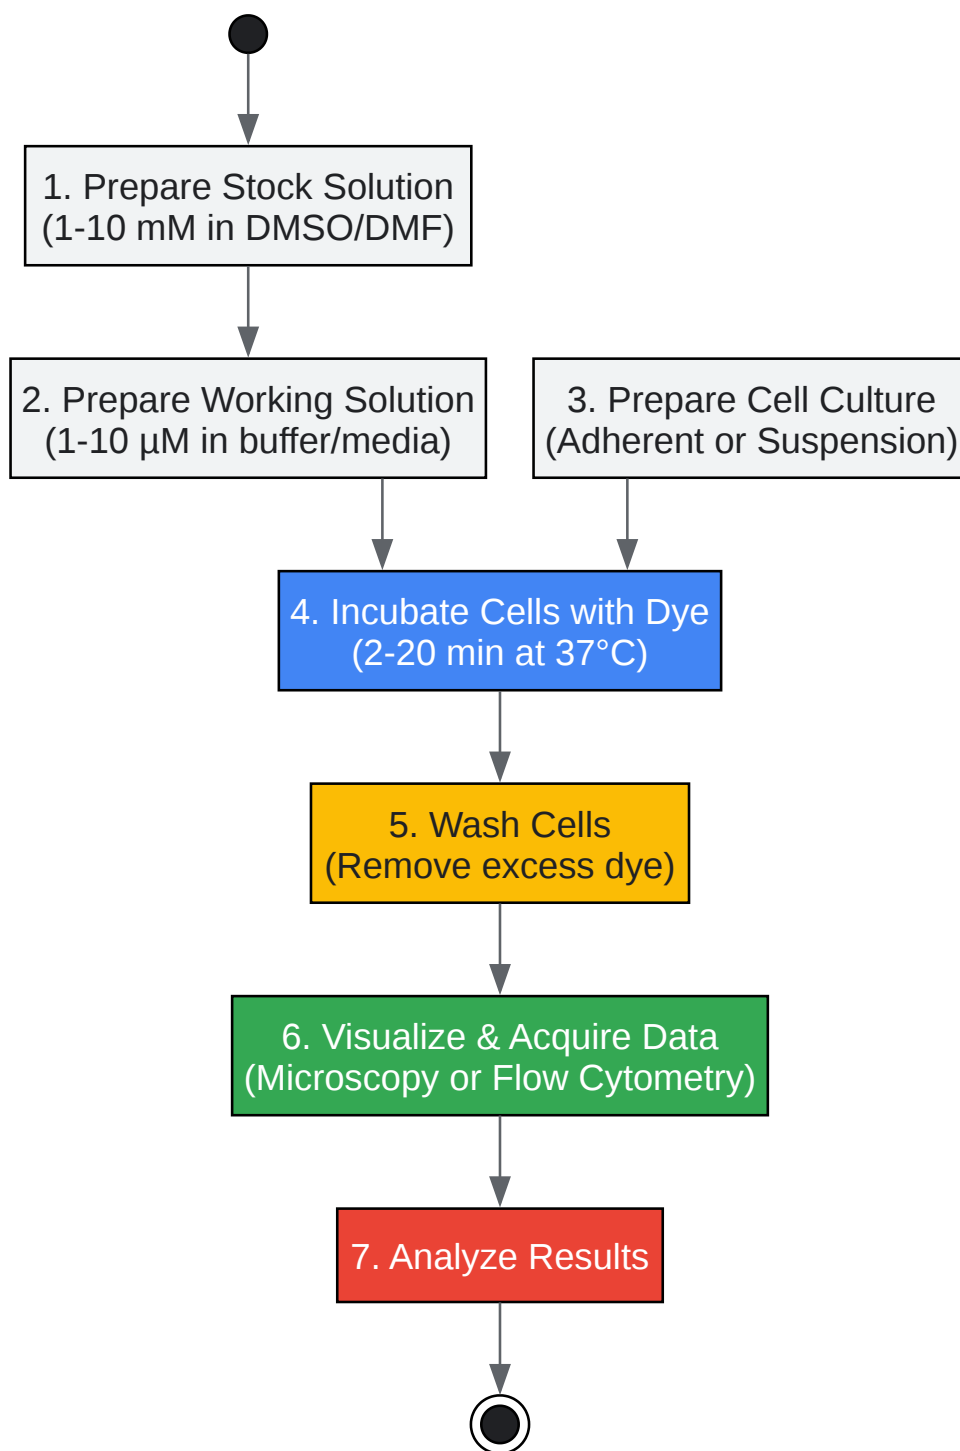 1. Prepare Stock Solution
(1-10 mM in DMSO/DMF)
2. Prepare Working Solution
(1-10 µM in buffer/media)
3. Prepare Cell Culture
(Adherent or Suspension)
4. Incubate Cells with Dye
(2-20 min at 37°C)
5. Wash Cells
(Remove excess dye)
6. Visualize & Acquire Data
(Microscopy or Flow Cytometry)
7. Analyze Results